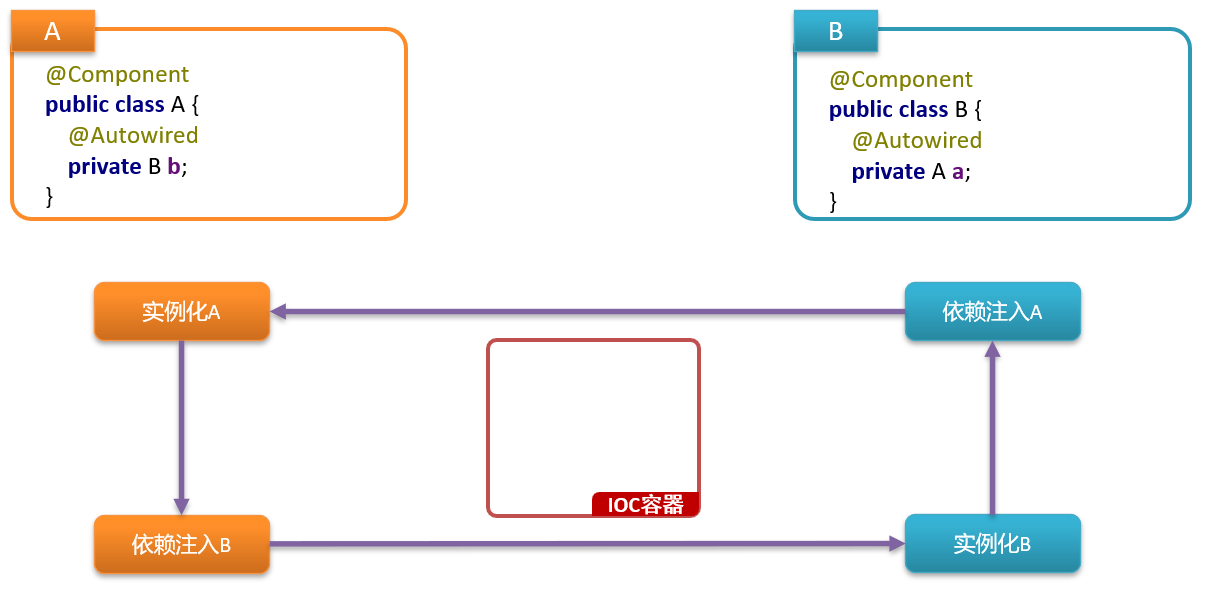 A
@Component
public class A {
@Autowired
private B b;
}
B
@Component
public class B {
@Autowired
private A a;
}
实例化A
依赖注入A
IOC容器
依赖注入B
实例化B